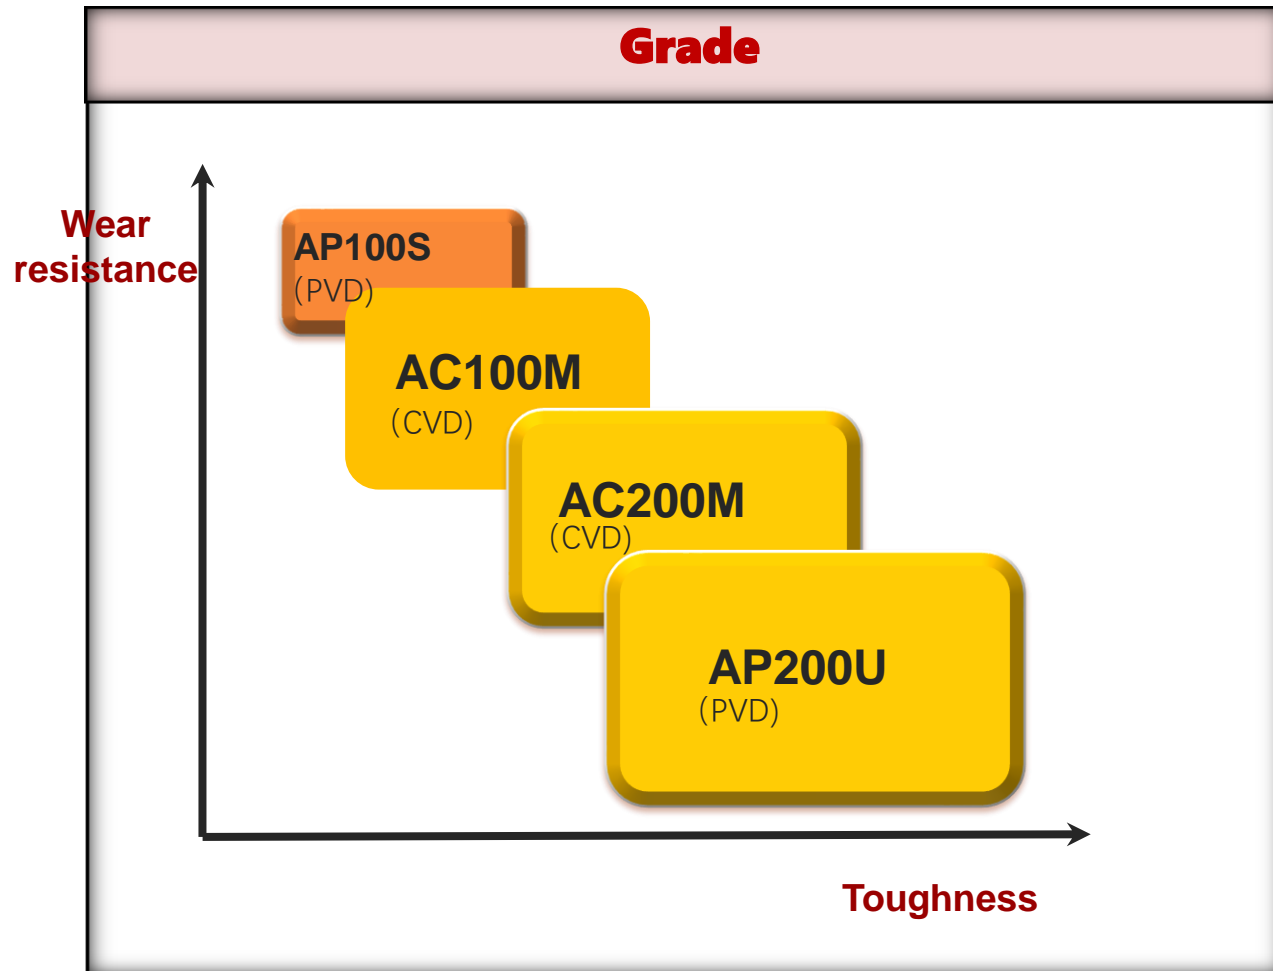 Grade
Wear
resistance
AP100S
(PVD)
AC100M
(CVD)
AC200M
(CVD)
AP200U
(PVD)
Toughness